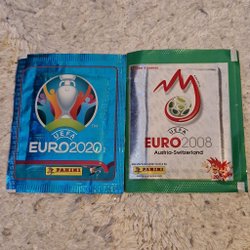 UEFA
EURO2020
PANINI
UEFA
EURO2008
Austria-Switzerland
PANINI